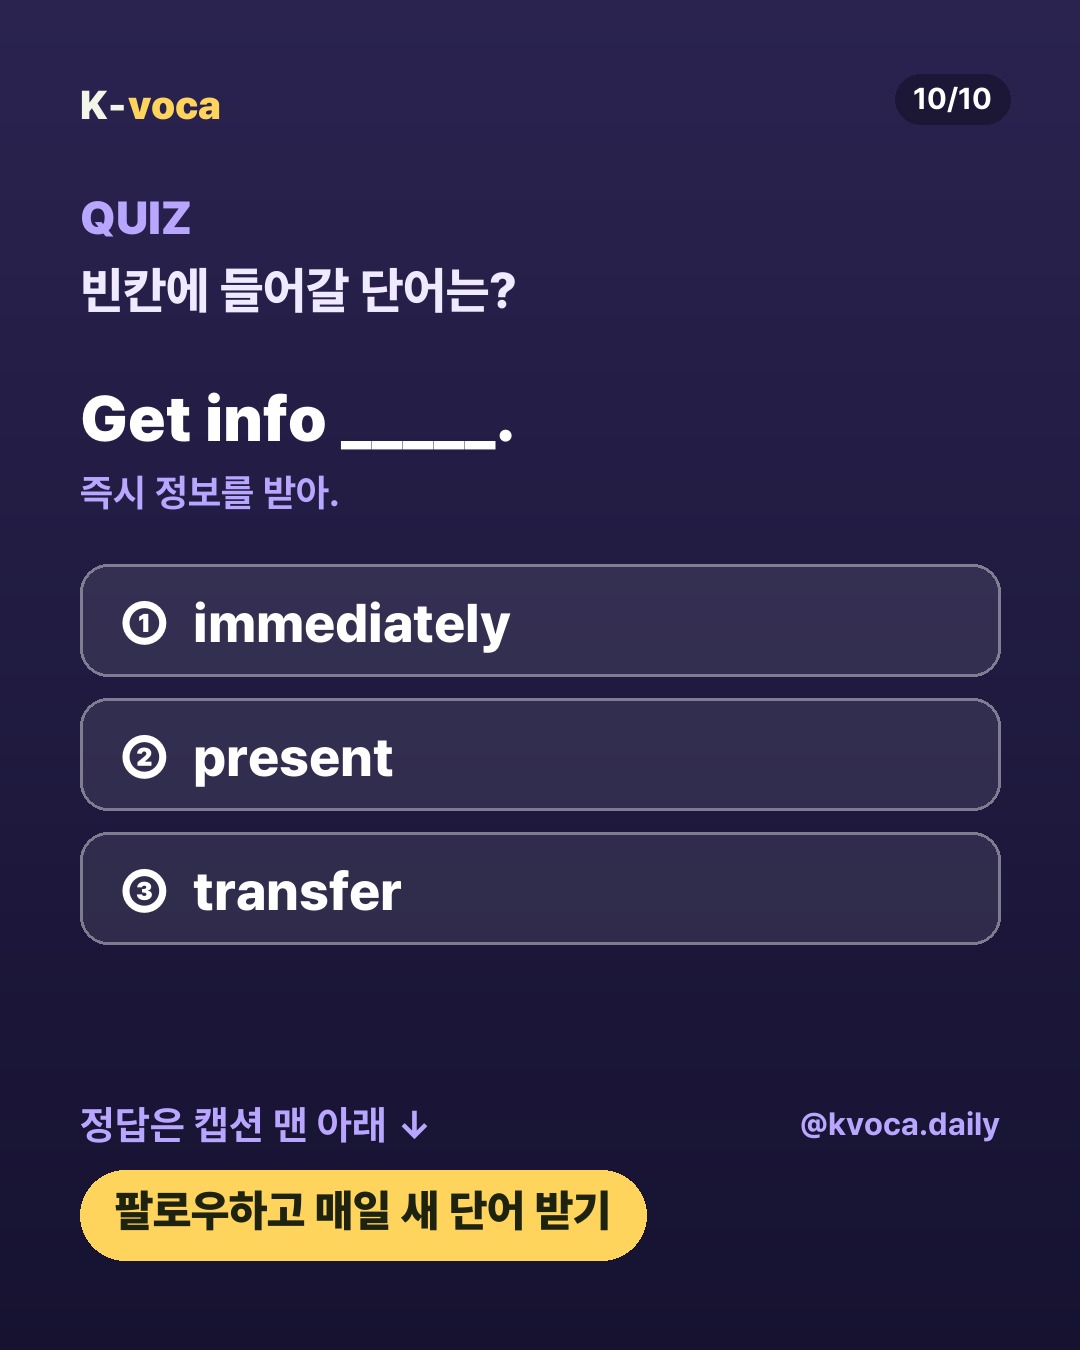 K-voca
10/10
QUIZ
빈칸에 들어갈 단어는?
Get info _____.
즉시 정보를 받아.
① immediately
② present
③ transfer
정답은 캡션 맨 아래 ↓
@kvoca.daily
팔로우하고 매일 새 단어 받기